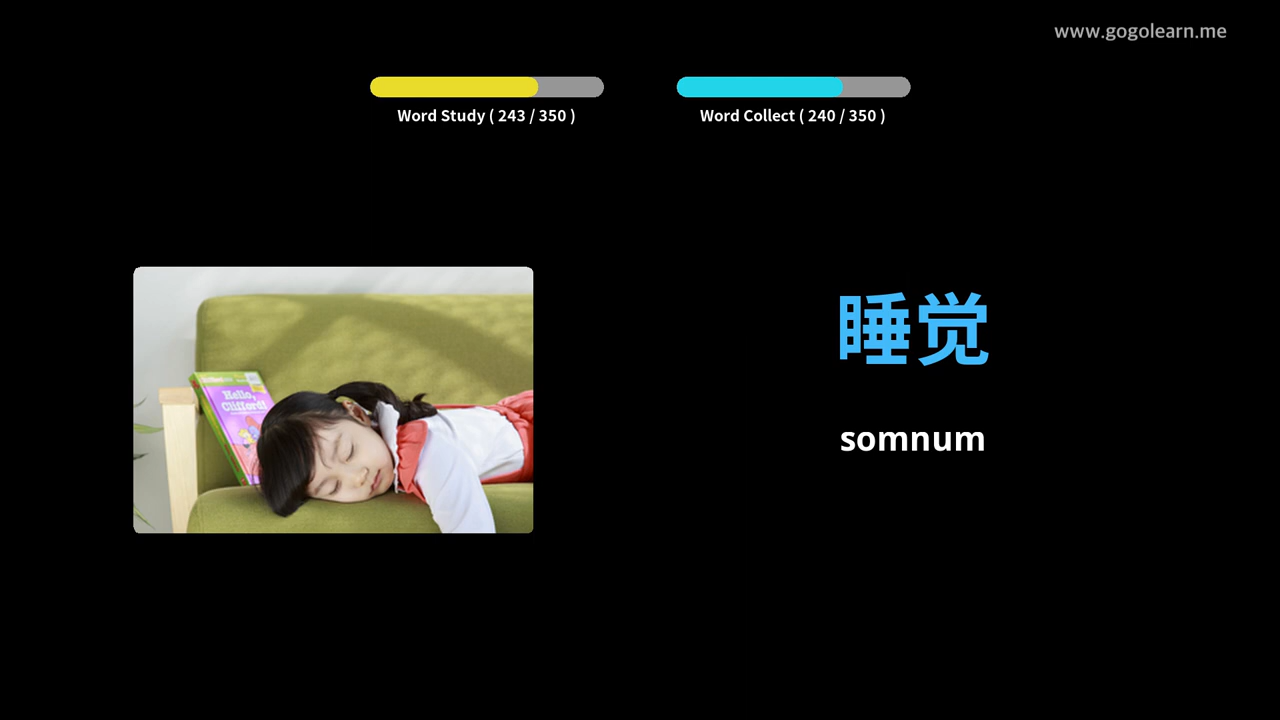 www.gogolearn.me
Word Study ( 243 / 350 )
Word Collect ( 240 / 350 )
Hello,
Clifford!
睡觉
somnum